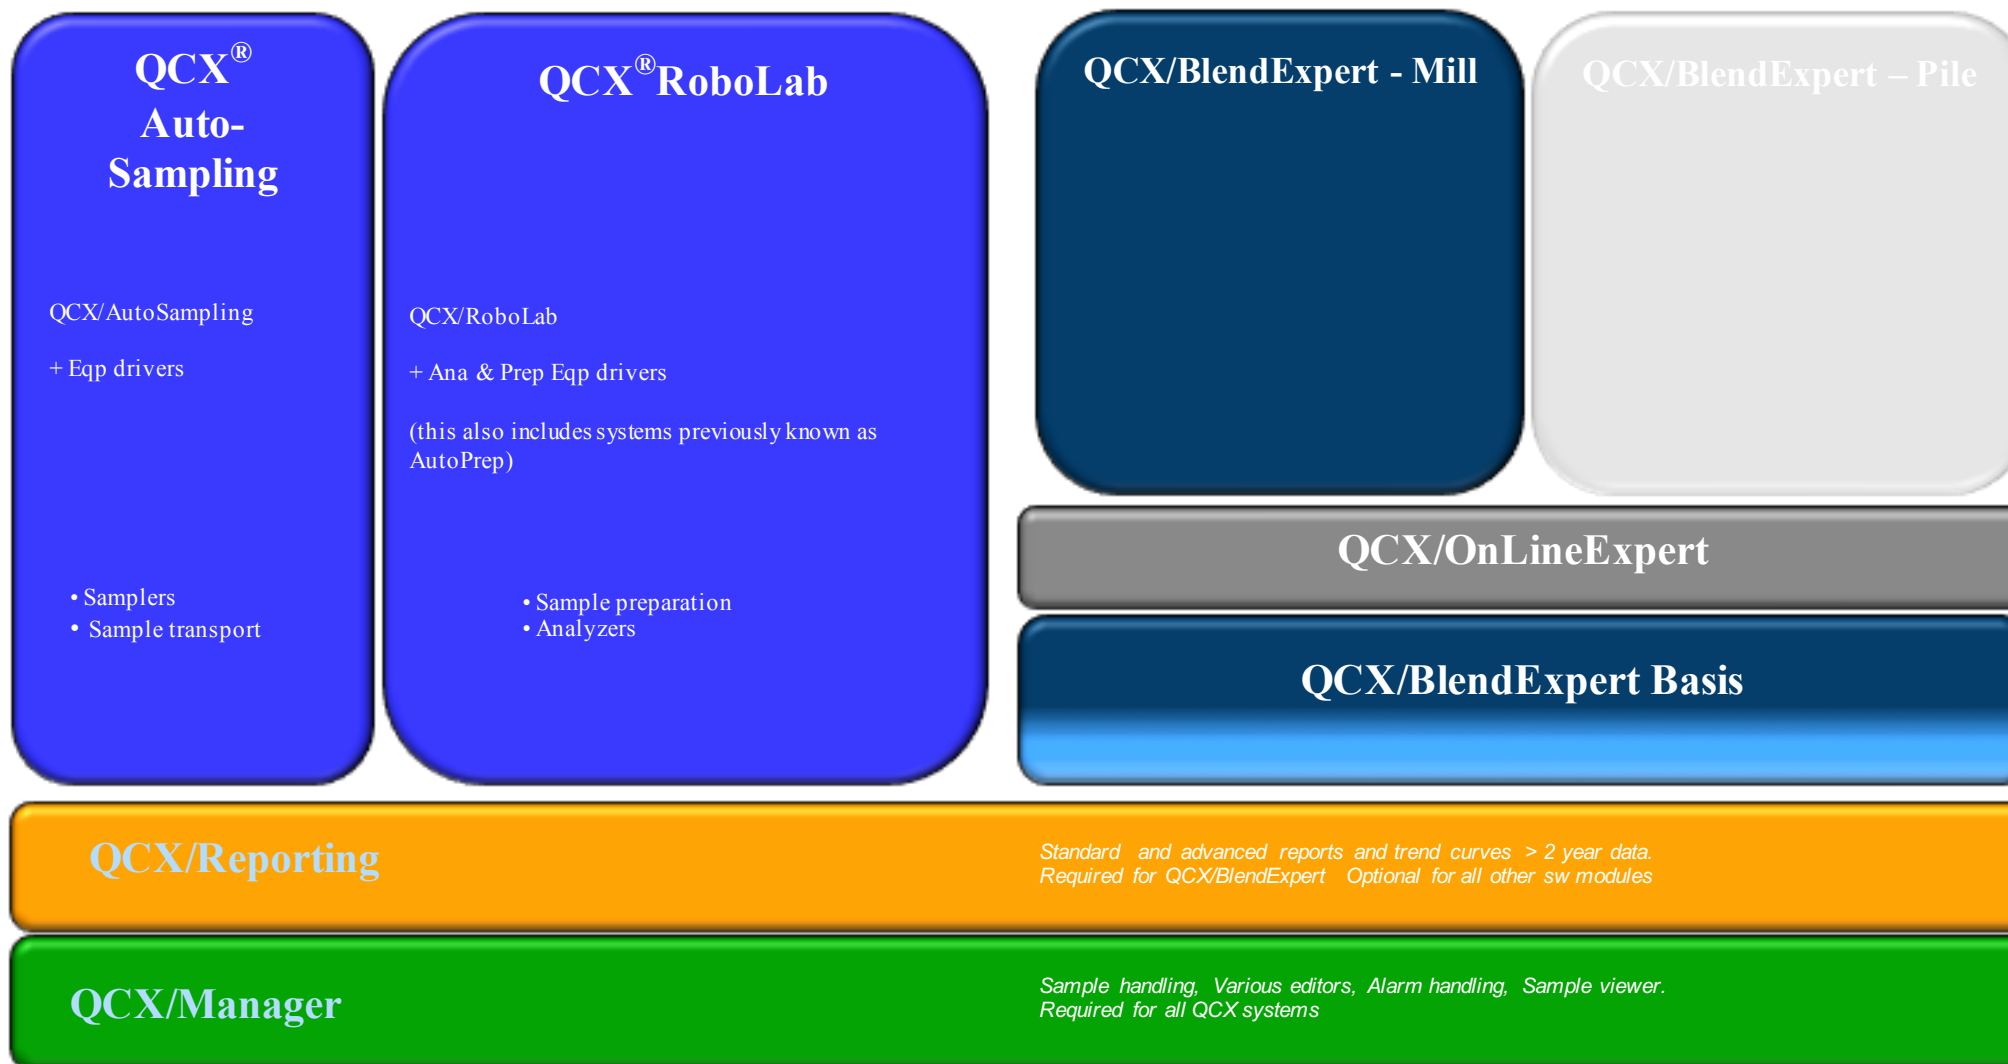 QCX®
Auto-
Sampling
QCX/AutoSampling
+ Eqp drivers
• Samplers
• Sample transport
QCX®RoboLab
QCX/RoboLab
+ Ana & Prep Eqp drivers
(this also includes systems previously known as
AutoPrep)
• Sample preparation
• Analyzers
QCX/BlendExpert - Mill
QCX/BlendExpert – Pile
QCX/OnLineExpert
QCX/BlendExpert Basis
QCX/Reporting
Standard and advanced reports and trend curves > 2 year data.
Required for QCX/BlendExpert Optional for all other sw modules
QCX/Manager
Sample handling, Various editors, Alarm handling, Sample viewer.
Required for all QCX systems